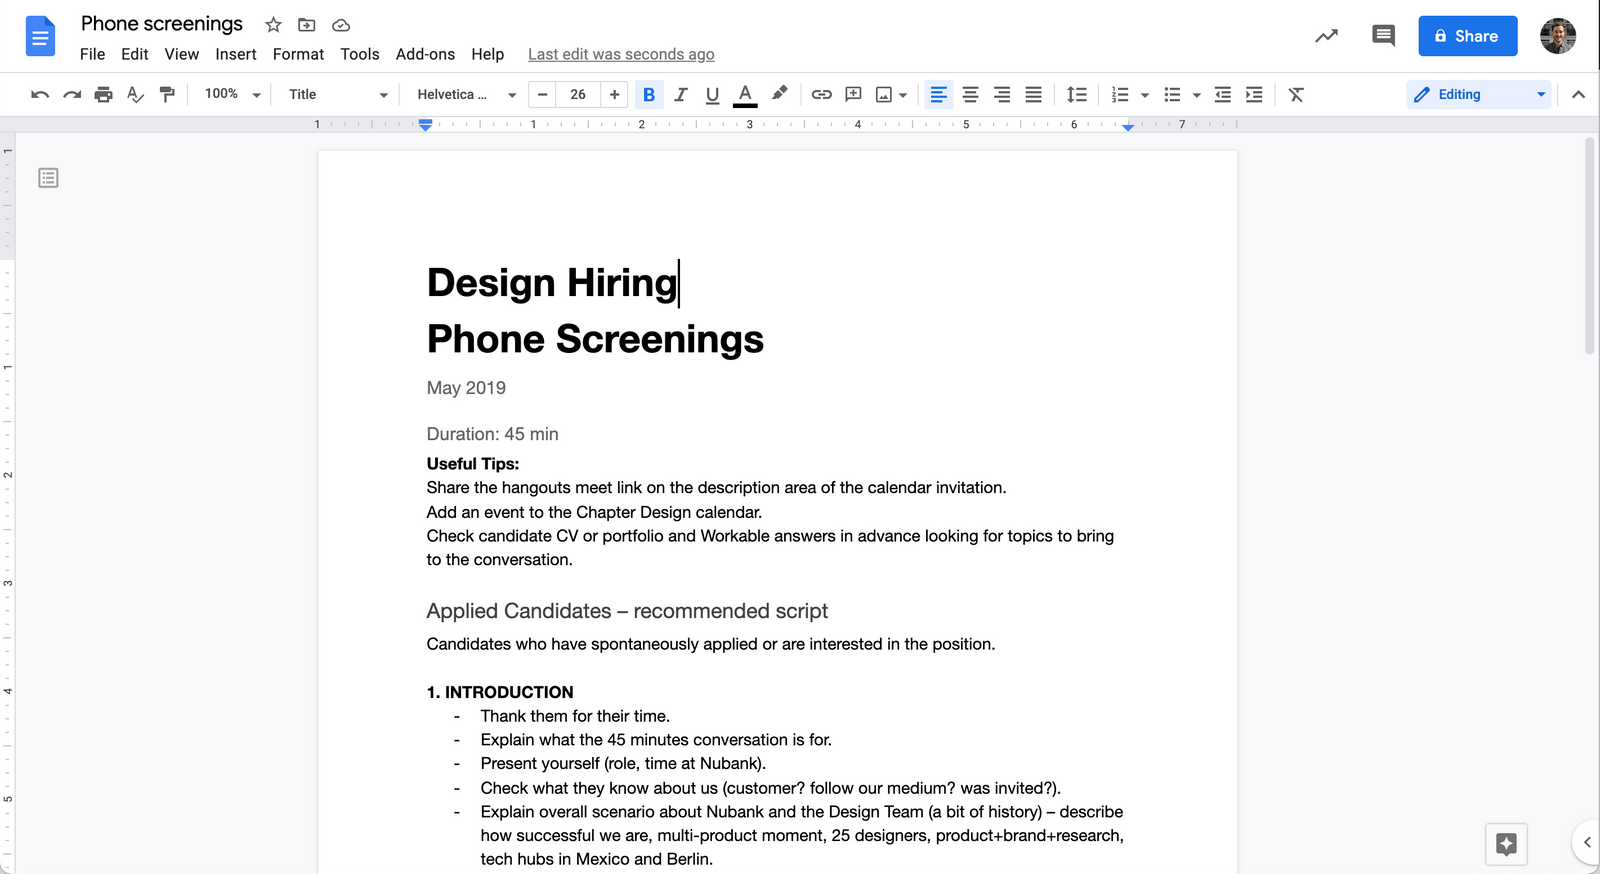 Phone screenings
File Edit View Insert Format Tools Add-ons Help Last edit was seconds ago
Share
100% Title Helvetica ... − 26 + B I U A Editing
1 1 2 3 4 5 6 7
Design Hiring
Phone Screenings
May 2019
Duration: 45 min
Useful Tips:
Share the hangouts meet link on the description area of the calendar invitation.
Add an event to the Chapter Design calendar.
Check candidate CV or portfolio and Workable answers in advance looking for topics to bring
to the conversation.
Applied Candidates – recommended script
Candidates who have spontaneously applied or are interested in the position.
1. INTRODUCTION
- Thank them for their time.
- Explain what the 45 minutes conversation is for.
- Present yourself (role, time at Nubank).
- Check what they know about us (customer? follow our medium? was invited?).
- Explain overall scenario about Nubank and the Design Team (a bit of history) – describe
how successful we are, multi-product moment, 25 designers, product+brand+research,
tech hubs in Mexico and Berlin.
1
1
2
3
4
5